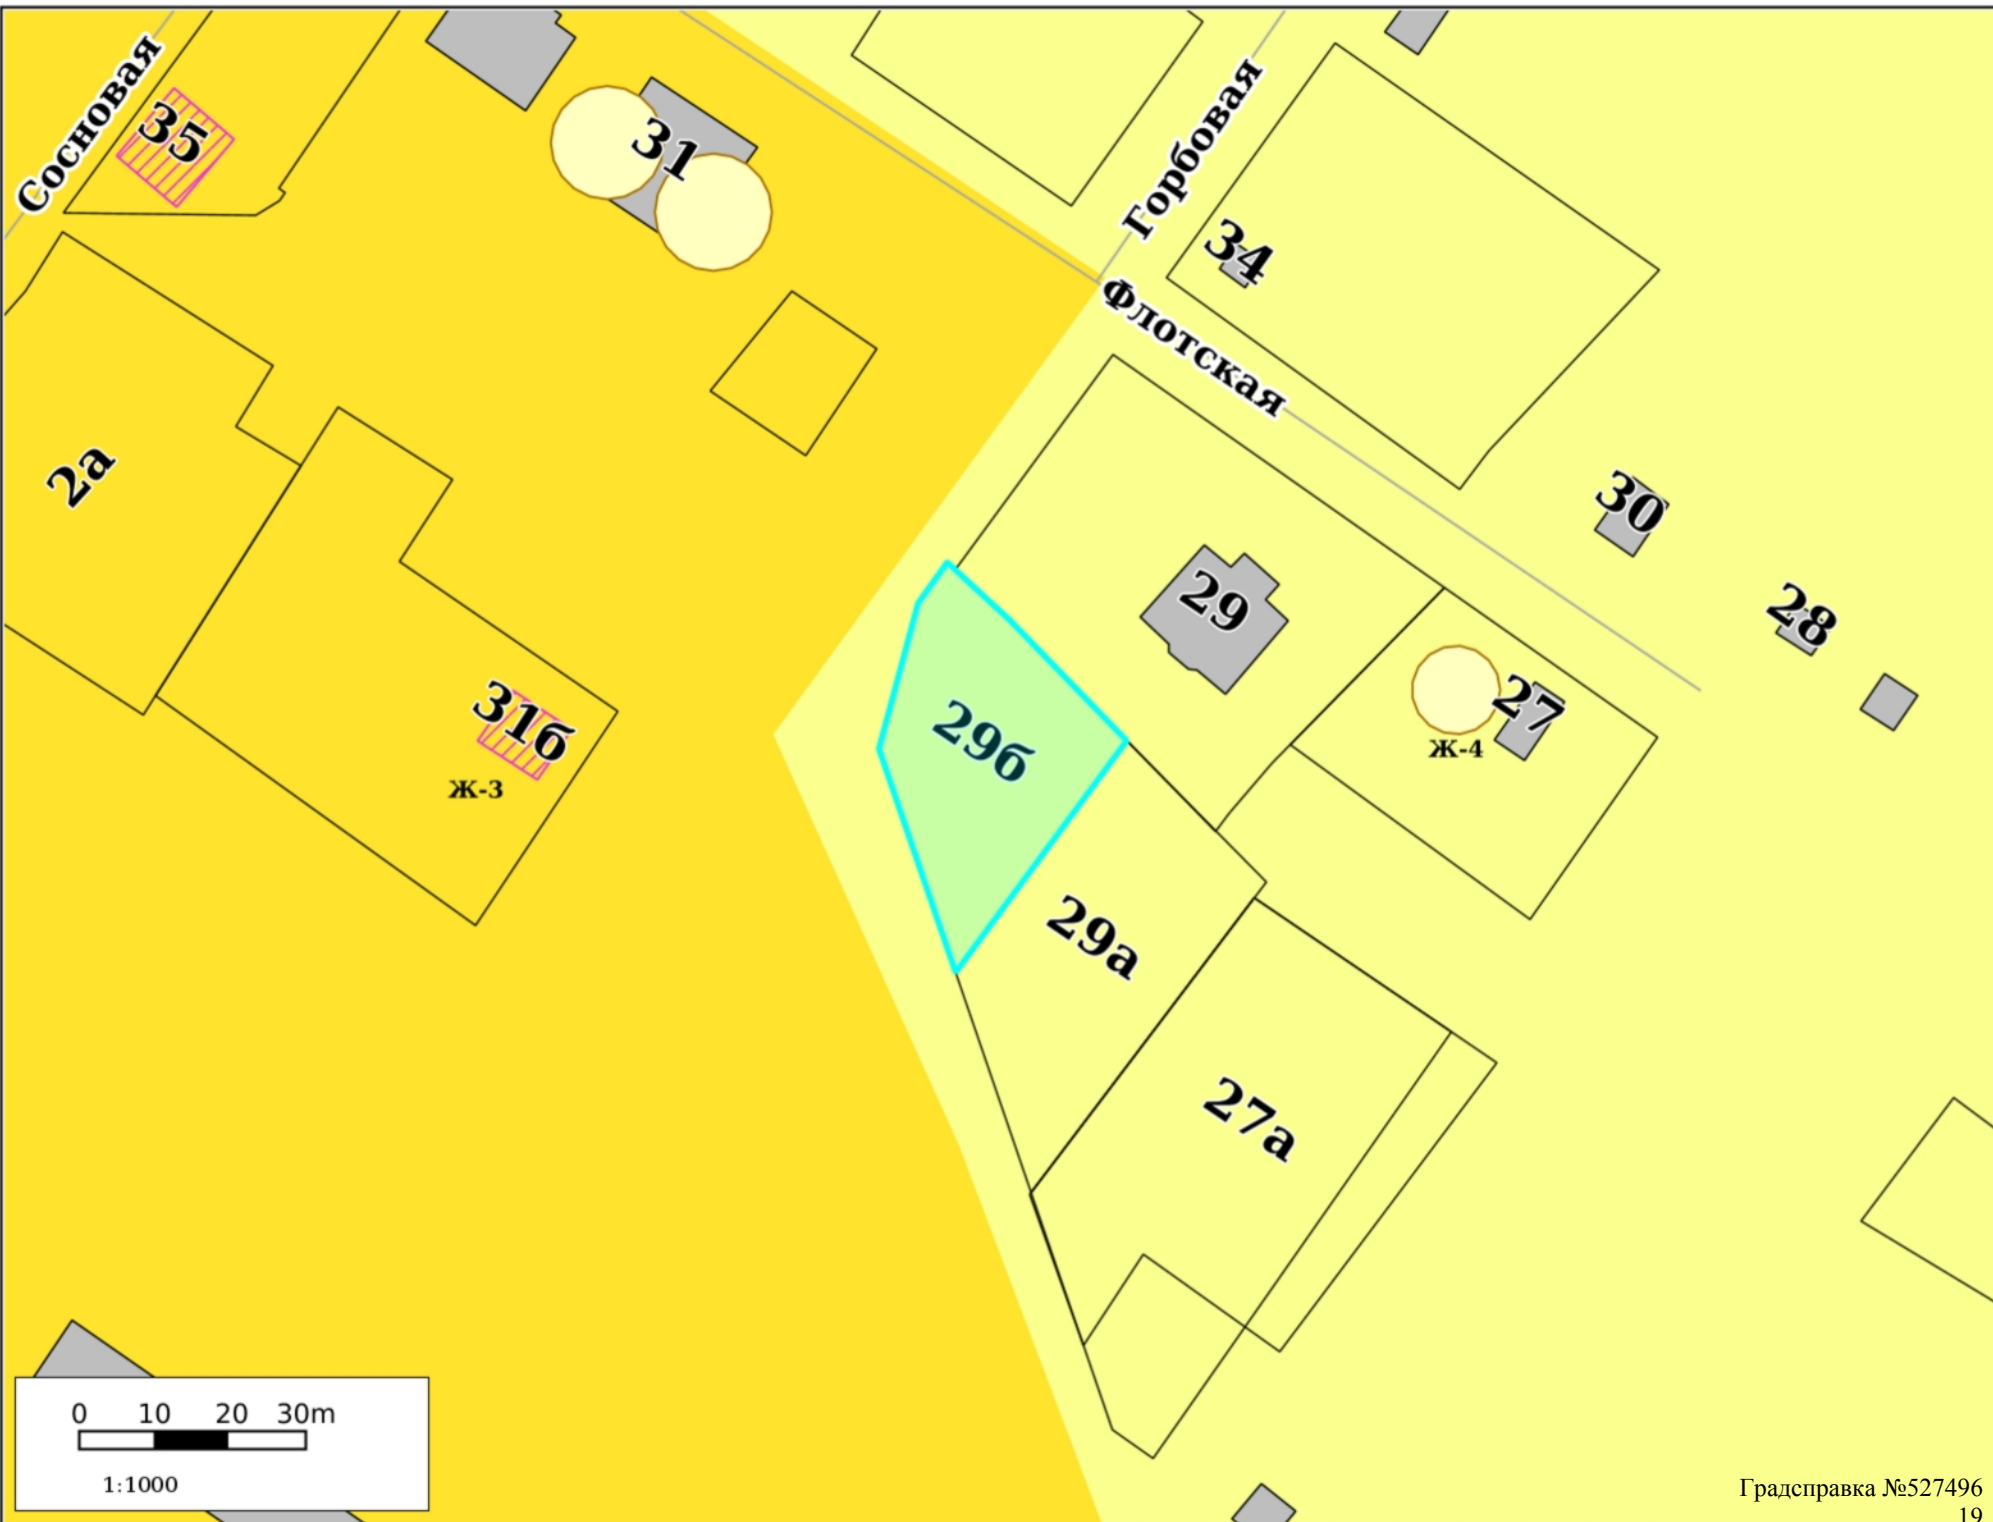 Сосновая
35
31
Горбовая
34
Флотская
2а
30
29
28
27
Ж-4
31б
Ж-3
29б
29а
27а
0 10 20 30m
1:1000
Градсправка №527496
19